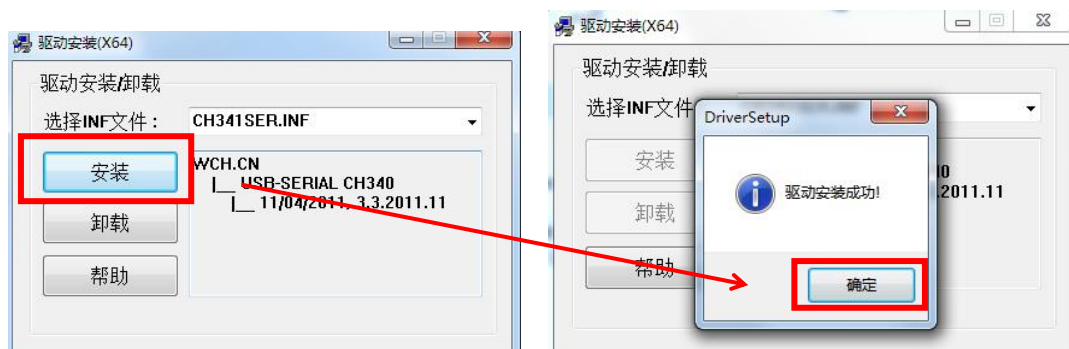 驱动安装(X64)
驱动安装/卸载
选择INF文件：
CH341SER.INF
安装
卸载
帮助
WCH.CN
|__ USB-SERIAL CH340
|__ 11/04/2011, 3.3.2011.11
驱动安装(X64)
驱动安装/卸载
选择INF文件
安装
卸载
帮助
.2011.11
DriverSetup
驱动安装成功!
确定